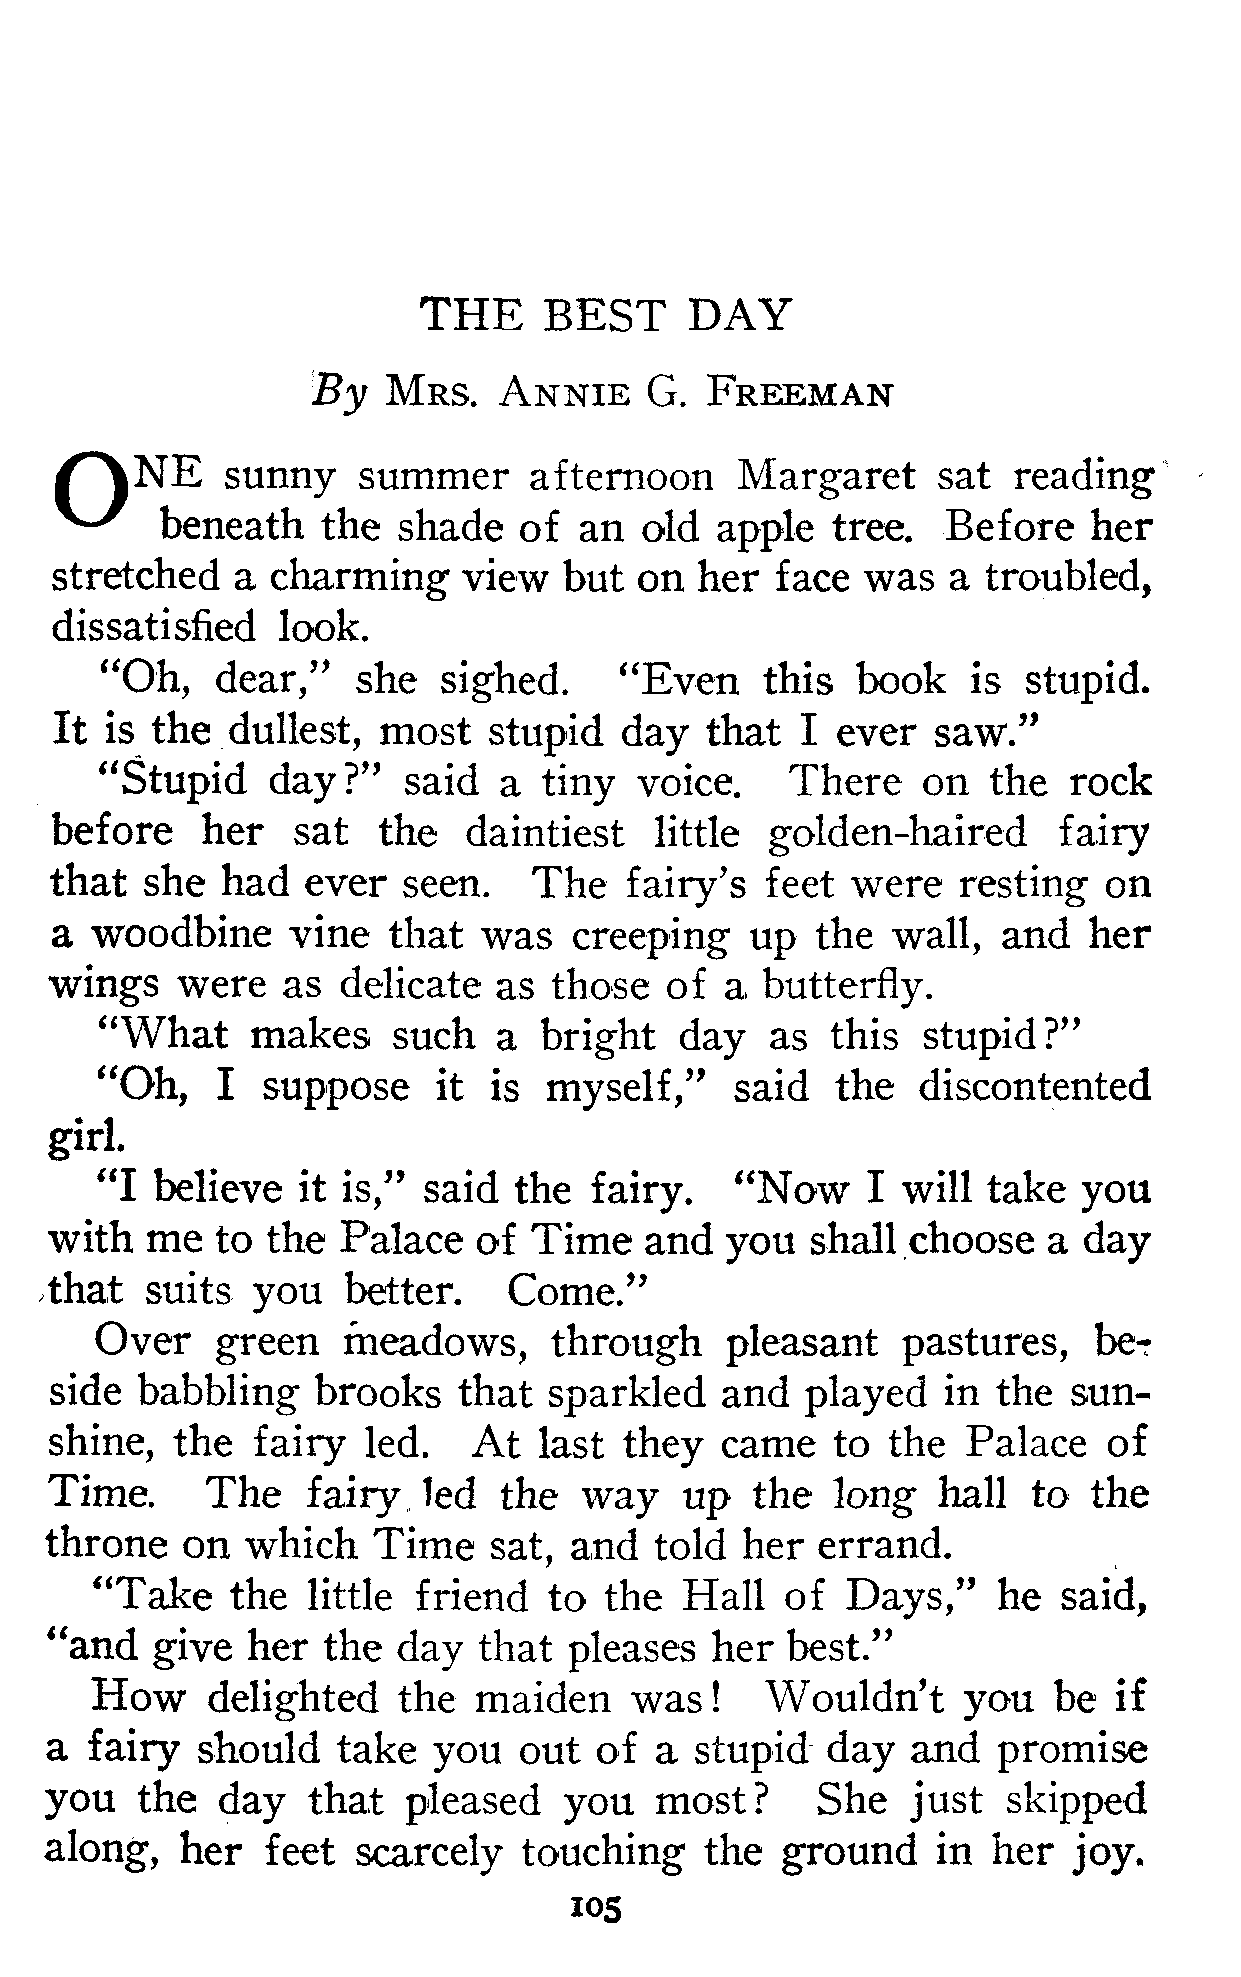 THE BEST DAY
By MRS. ANNIE G. FREEMAN
ONE sunny summer afternoon Margaret sat reading
beneath the shade of an old apple tree. Before her
stretched a charming view but on her face was a troubled,
dissatisfied look.
“Oh, dear,” she sighed. “Even this book is stupid.
It is the dullest, most stupid day that I ever saw.”
“Stupid day?” said a tiny voice. There on the rock
before her sat the daintiest little golden-haired fairy
that she had ever seen. The fairy’s feet were resting on
a woodbine vine that was creeping up the wall, and her
wings were as delicate as those of a butterfly.
“What makes such a bright day as this stupid?”
“Oh, I suppose it is myself,” said the discontented
girl.
“I believe it is,” said the fairy. “Now I will take you
with me to the Palace of Time and you shall choose a day
that suits you better. Come.”
Over green meadows, through pleasant pastures, be-
side babbling brooks that sparkled and played in the sun-
shine, the fairy led. At last they came to the Palace of
Time. The fairy led the way up the long hall to the
throne on which Time sat, and told her errand.
“Take the little friend to the Hall of Days,” he said,
“and give her the day that pleases her best.”
How delighted the maiden was! Wouldn’t you be if
a fairy should take you out of a stupid day and promise
you the day that pleased you most? She just skipped
along, her feet scarcely touching the ground in her joy.
105